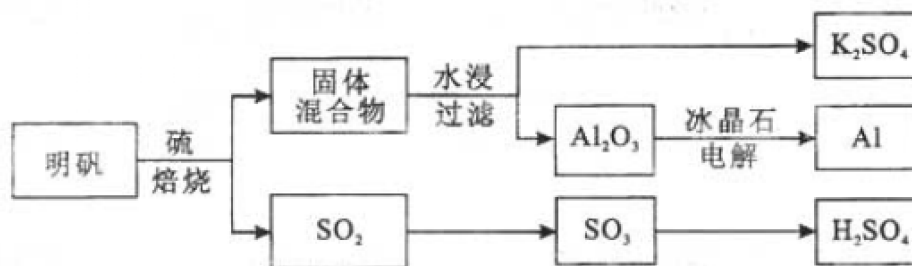 K₂SO₄
固体
混合物
水浸
过滤
明矾
硫
焙烧
Al₂O₃
冰晶石
电解
Al
SO₂
SO₃
H₂SO₄